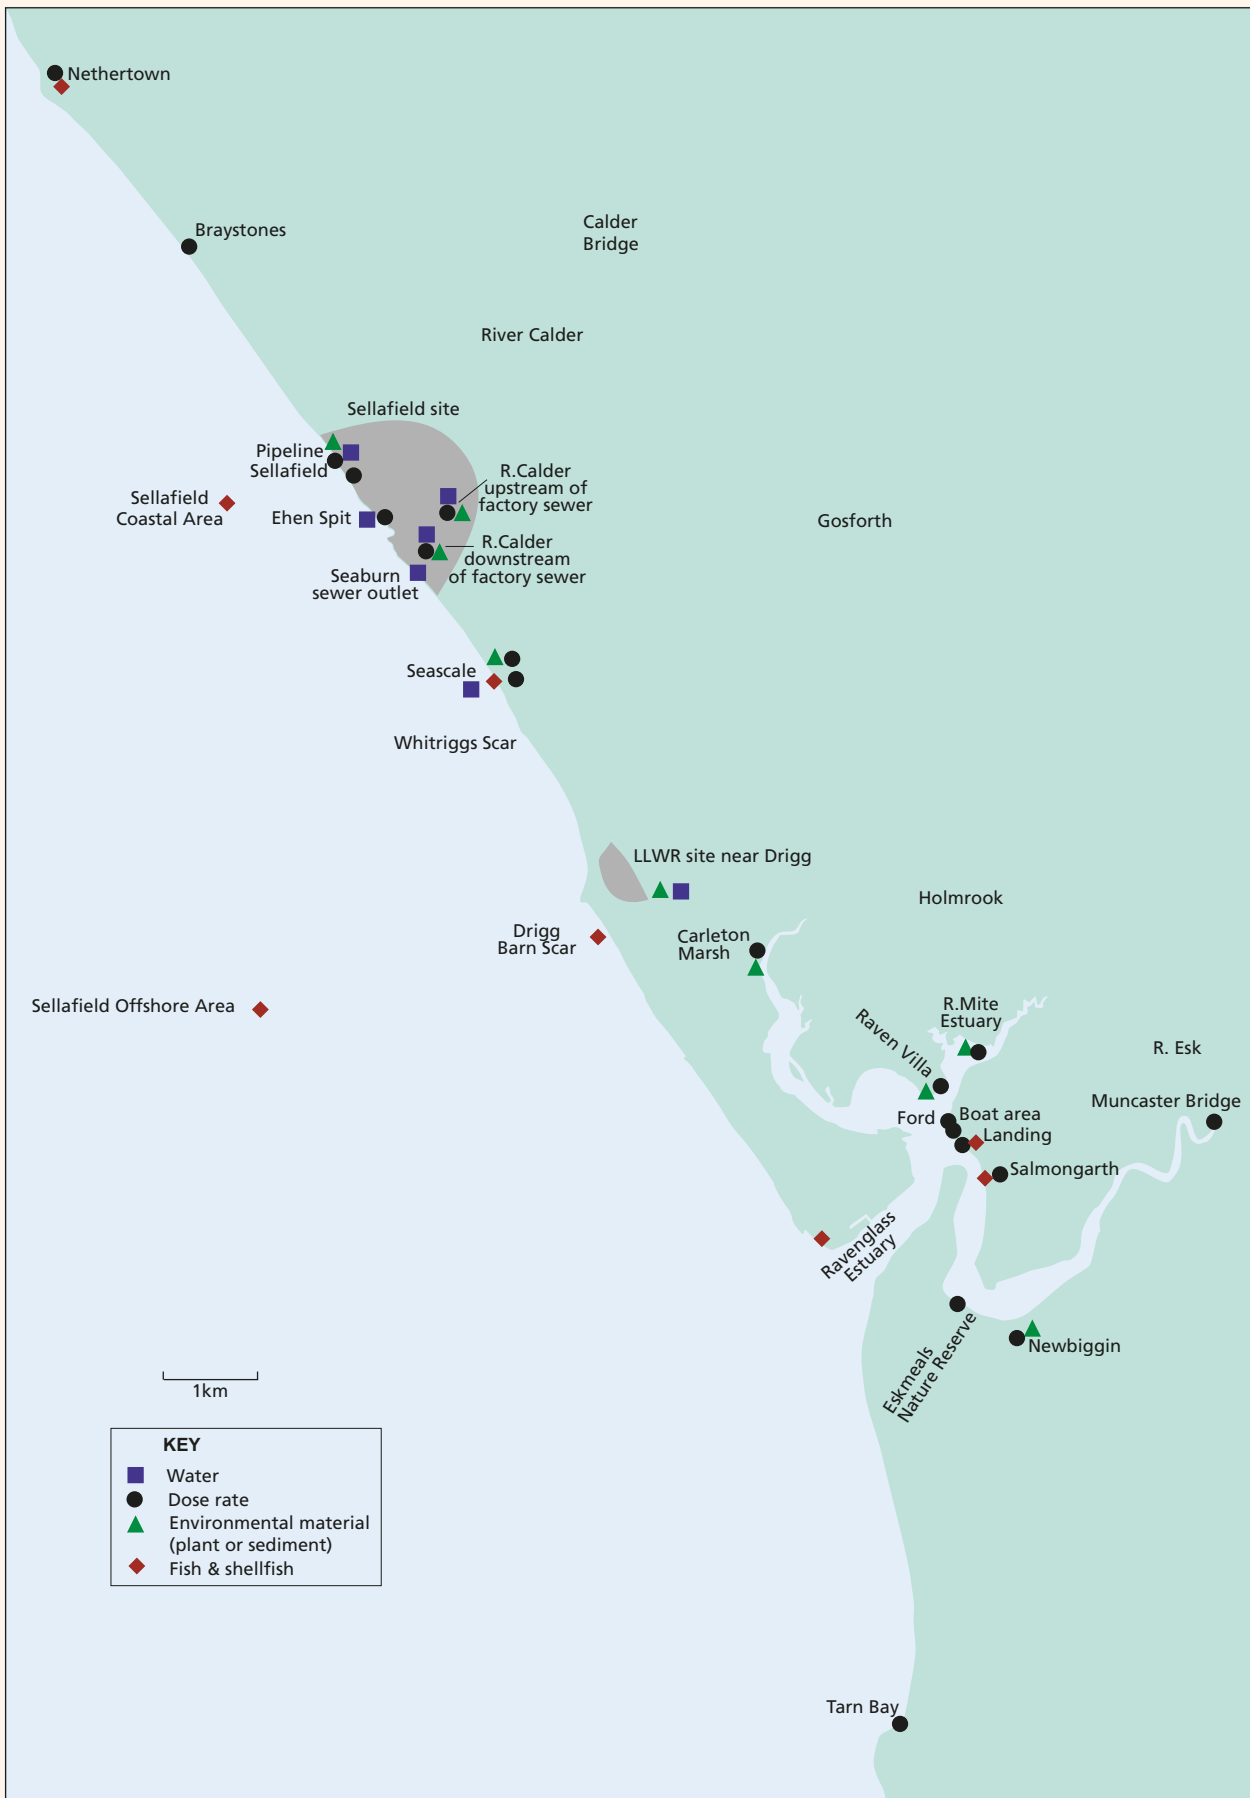 Nethertown
Braystones
Calder
Bridge
River Calder
Sellafield site
Pipeline
Sellafield
R.Calder
upstream of
factory sewer
Sellafield
Coastal Area
Ehen Spit
Gosforth
R.Calder
downstream
of factory sewer
Seaburn
sewer outlet
Seascale
Whitriggs Scar
LLWR site near Drigg
Holmrook
Drigg
Barn Scar
Carleton
Marsh
Sellafield Offshore Area
R.Mite
Estuary
Raven Villa
R. Esk
Muncaster Bridge
Ford
Boat area
Landing
Salmongarth
Ravenglass
Estuary
Eskmeals
Nature Reserve
Newbiggin
1km
KEY
Water
Dose rate
Environmental material
(plant or sediment)
Fish & shellfish
Tarn Bay